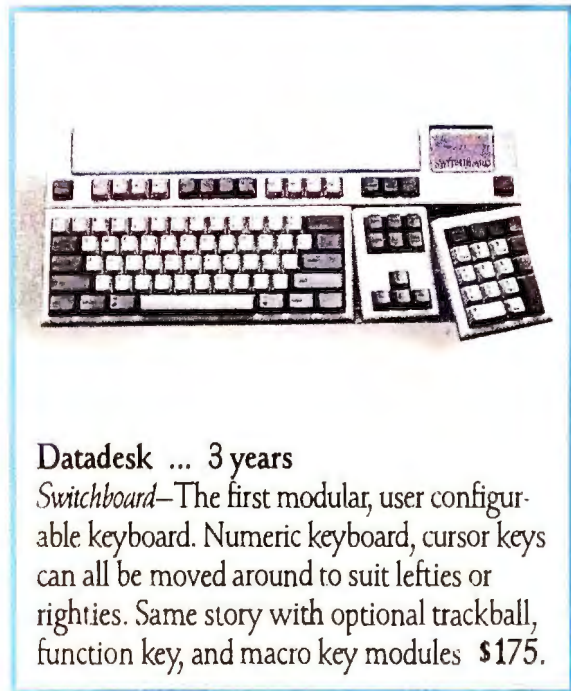 SWITCHBOARD
Datadesk ... 3 years
Switchboard–The first modular, user configur-
able keyboard. Numeric keyboard, cursor keys
can all be moved around to suit lefties or
righties. Same story with optional trackball,
function key, and macro key modules $175.